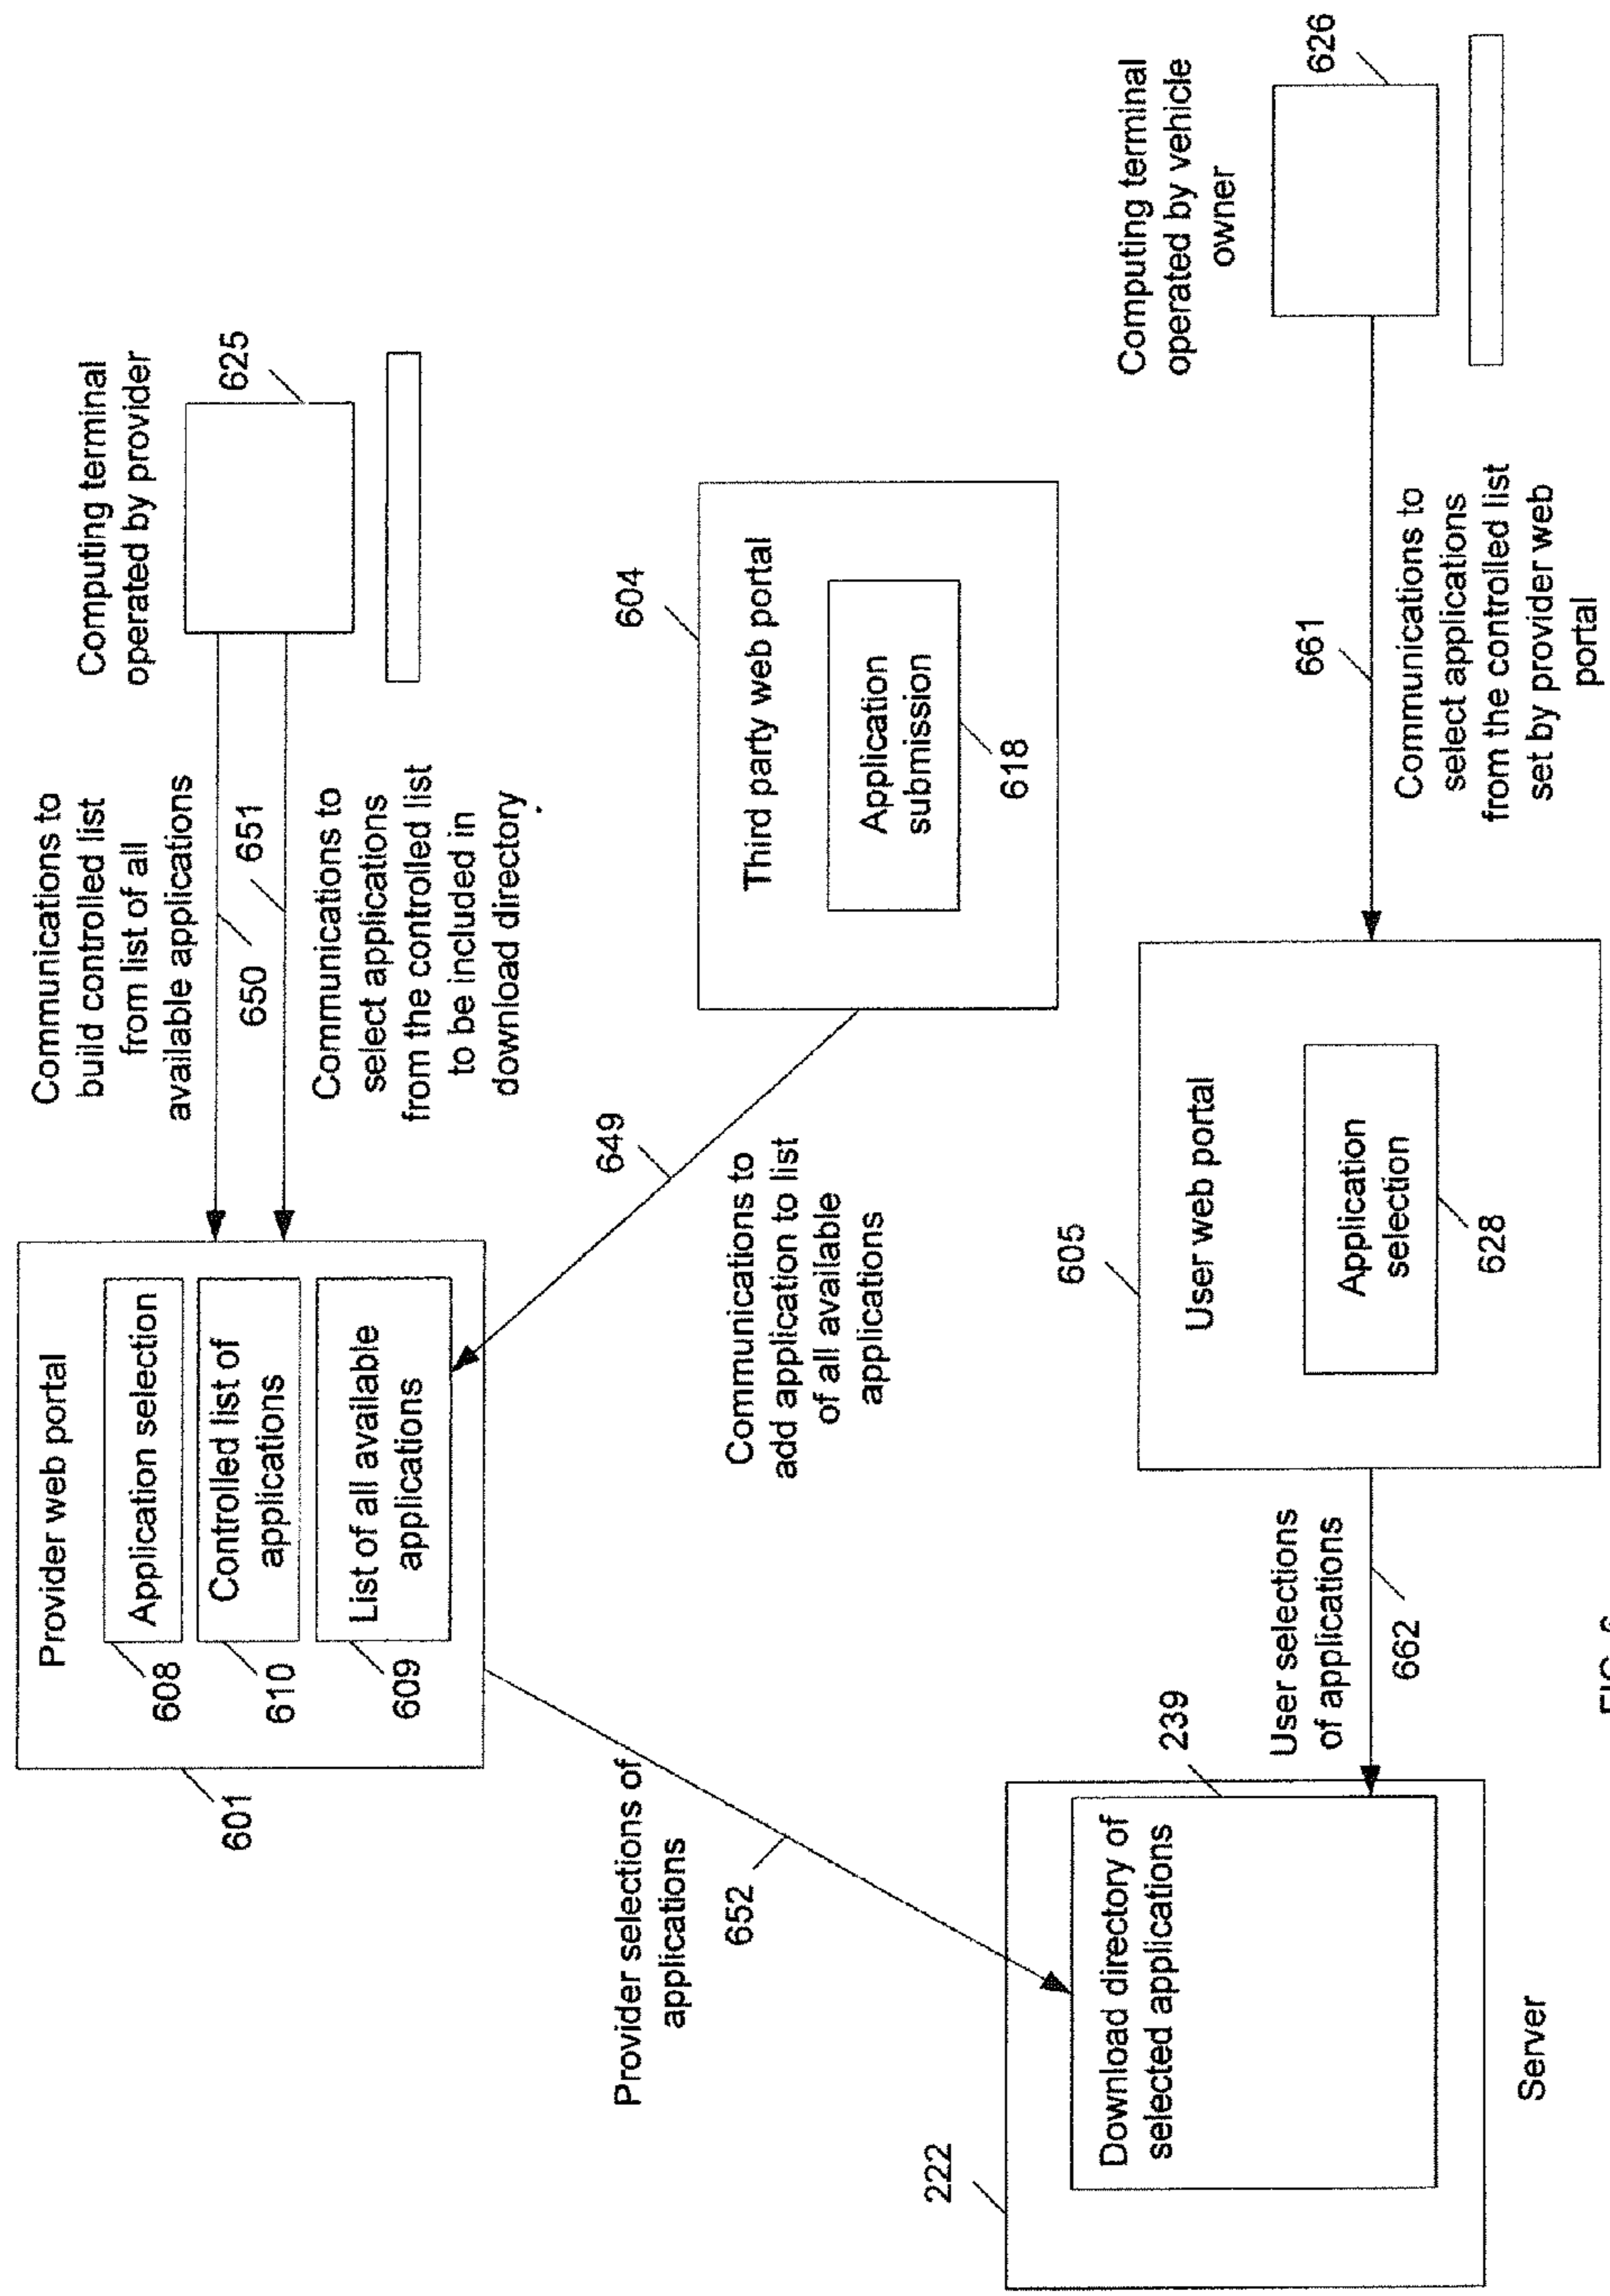 Computing terminal
operated by provider
625
Communications to
build controlled list
from list of all
available applications
650
651
Communications to
select applications
from the controlled list
to be included in
download directory
Provider web portal
Application selection
608
Controlled list of
applications
610
List of all available
applications
609
601
604
Third party web portal
Application
submission
618
649
Communications to
add application to list
of all available
applications
Provider selections of
applications
652
Computing terminal
operated by vehicle
owner
626
661
Communications to
select applications
from the controlled list
set by provider web
portal
605
User web portal
Application
selection
628
User selections
of applications
662
222
239
Download directory of
selected applications
Server
FIG.